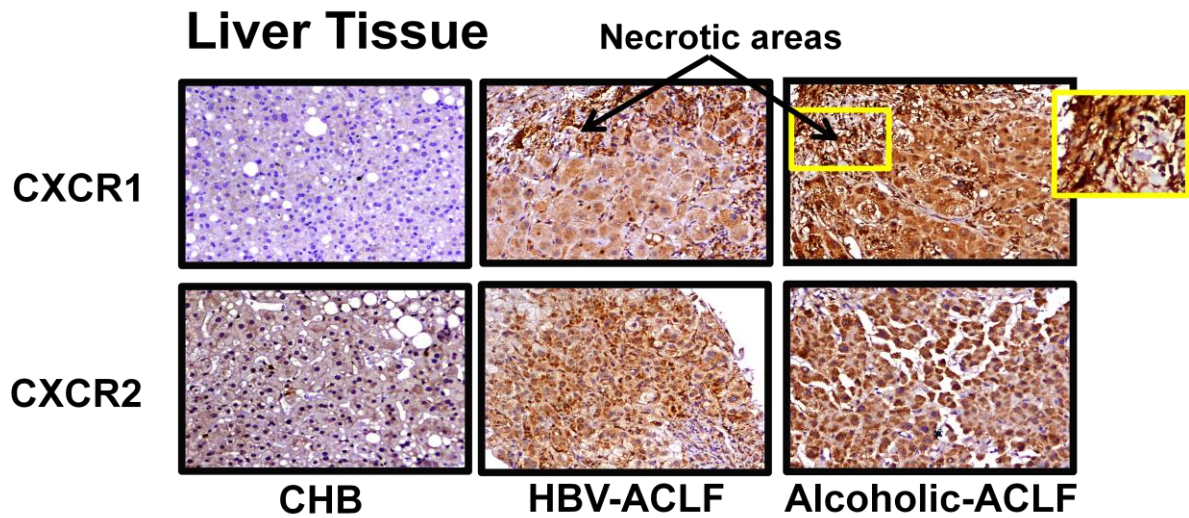 Liver Tissue
Necrotic areas
CXCR1
CXCR2
CHB
HBV-ACLF
Alcoholic-ACLF